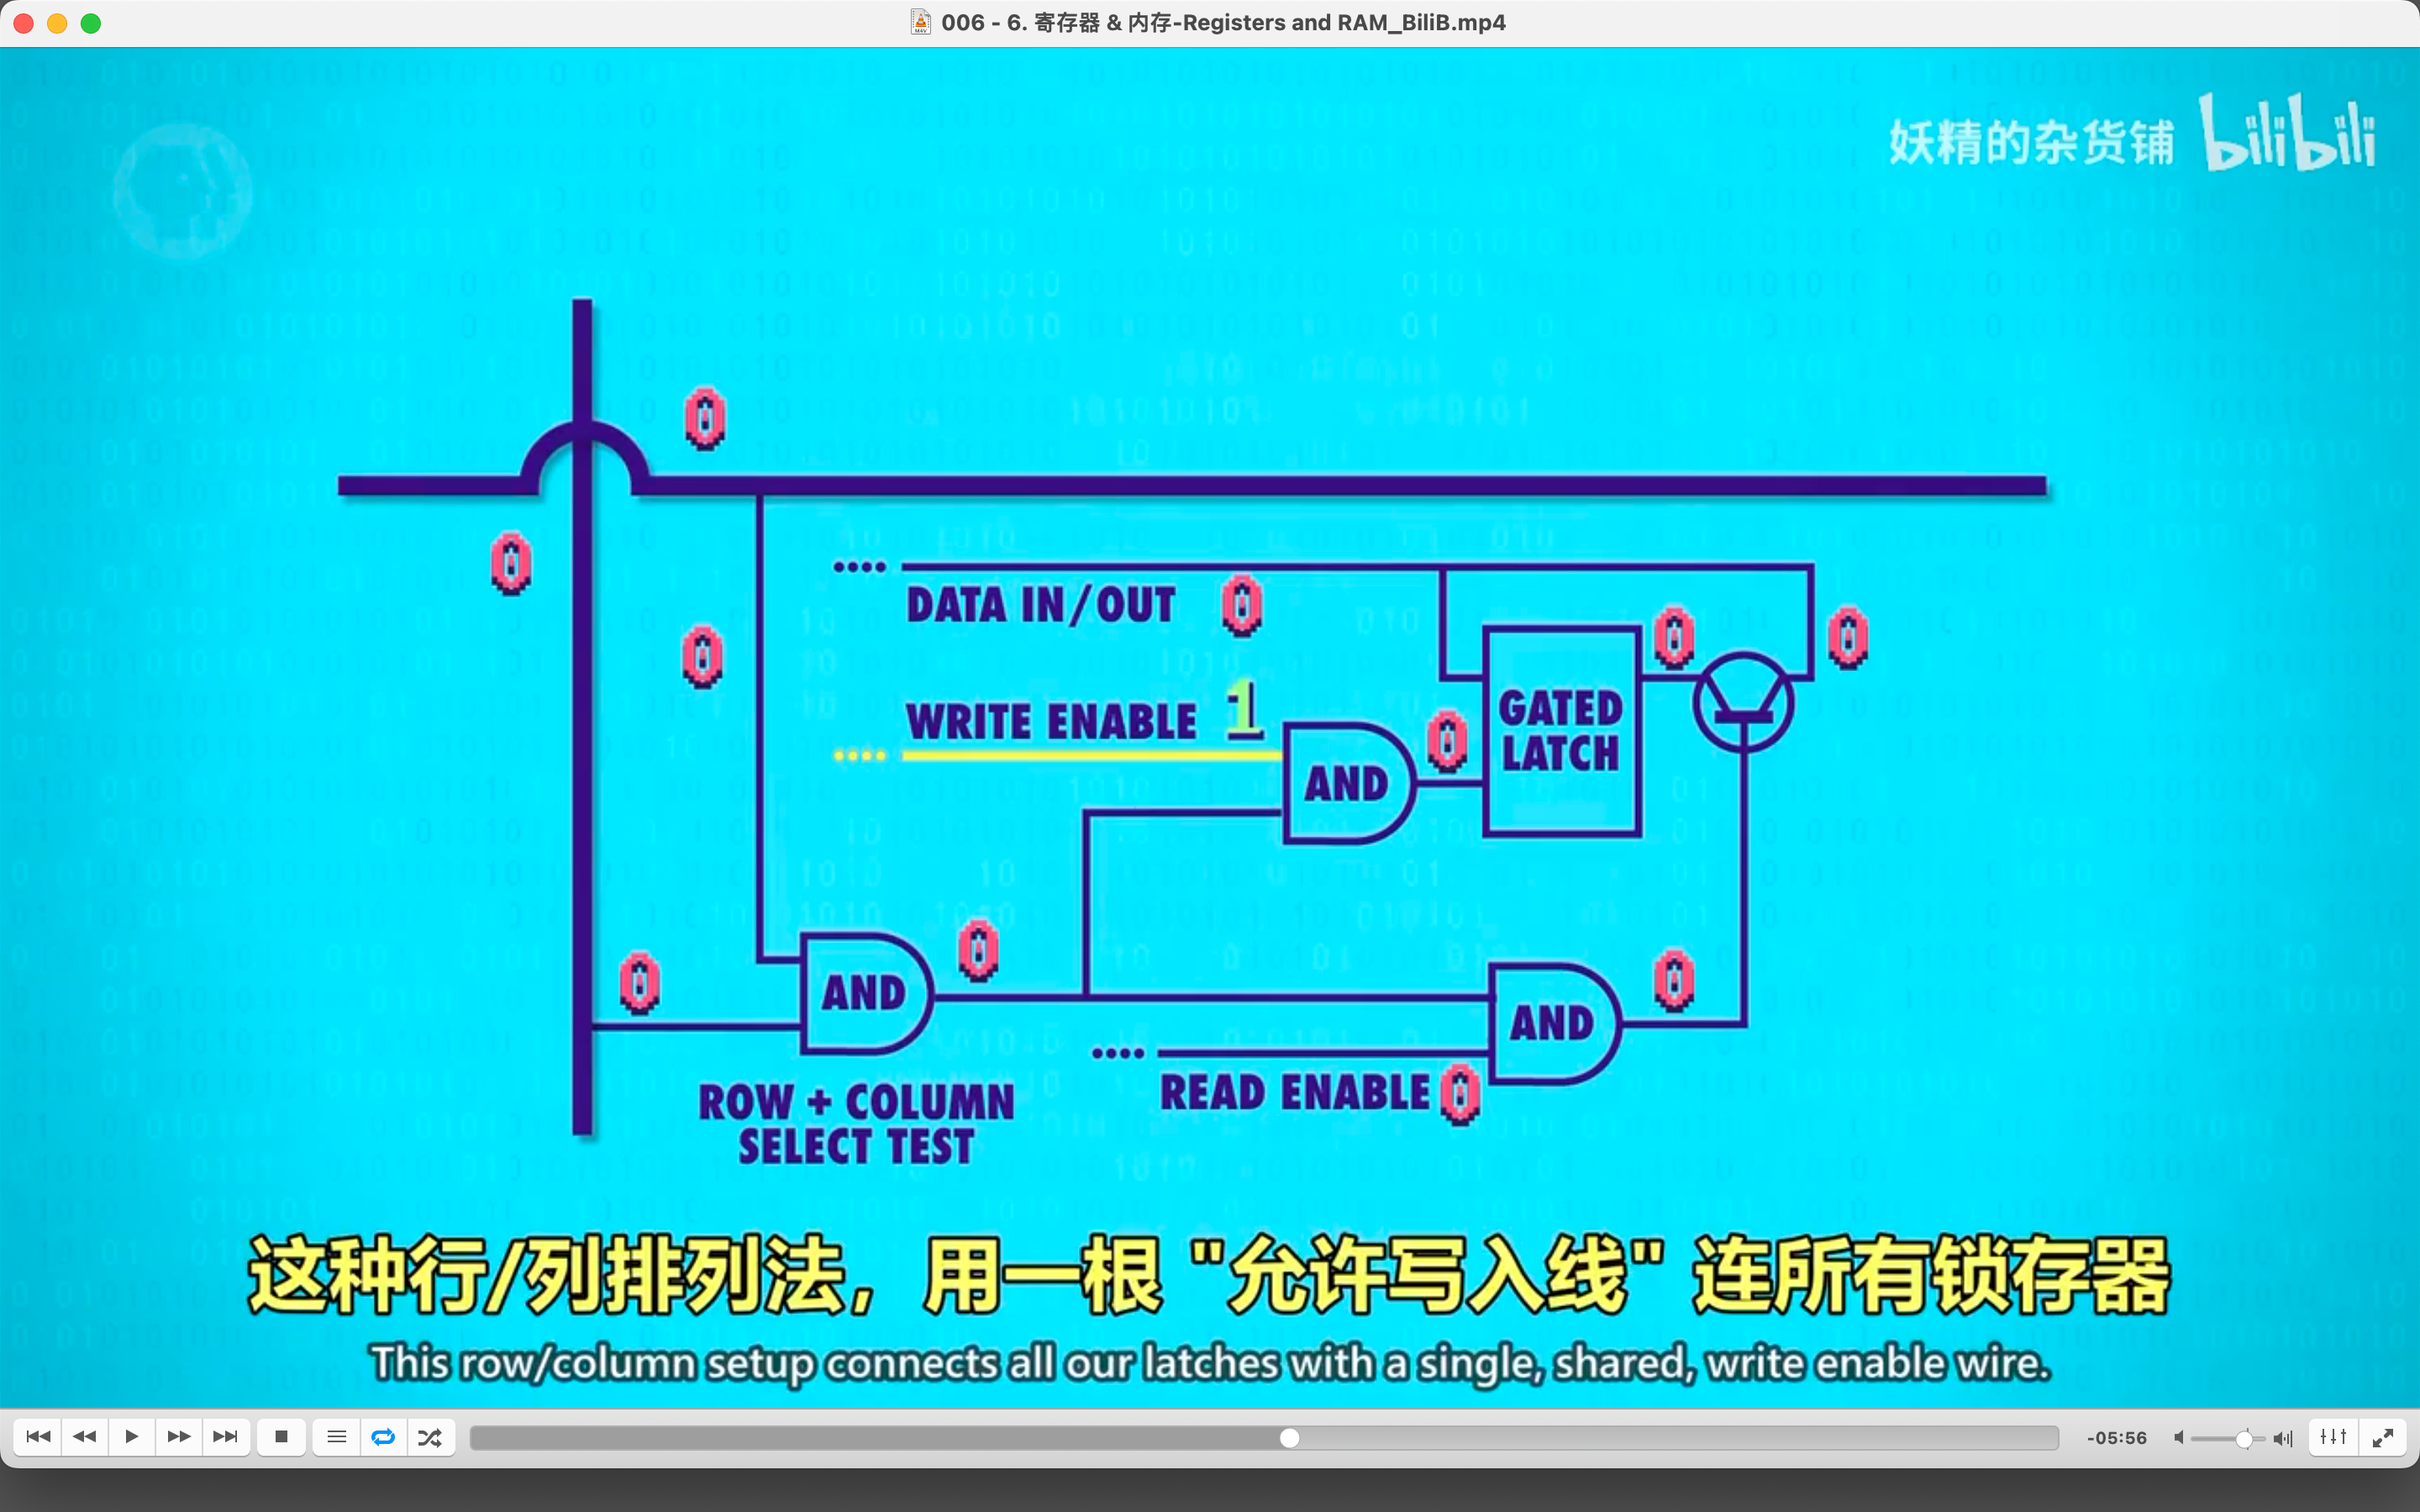 006 - 6. 寄存器 & 内存-Registers and RAM_BiliB.mp4
妖精的杂货铺 bilibili
0
0
DATA IN/OUT 0
0
0
0
WRITE ENABLE 1
0
GATED
LATCH
AND
0
0
AND
0
AND
READ ENABLE 0
ROW + COLUMN
SELECT TEST
这种行/列排列法，用一根 "允许写入线" 连所有锁存器
This row/column setup connects all our latches with a single, shared, write enable wire.
-05:56